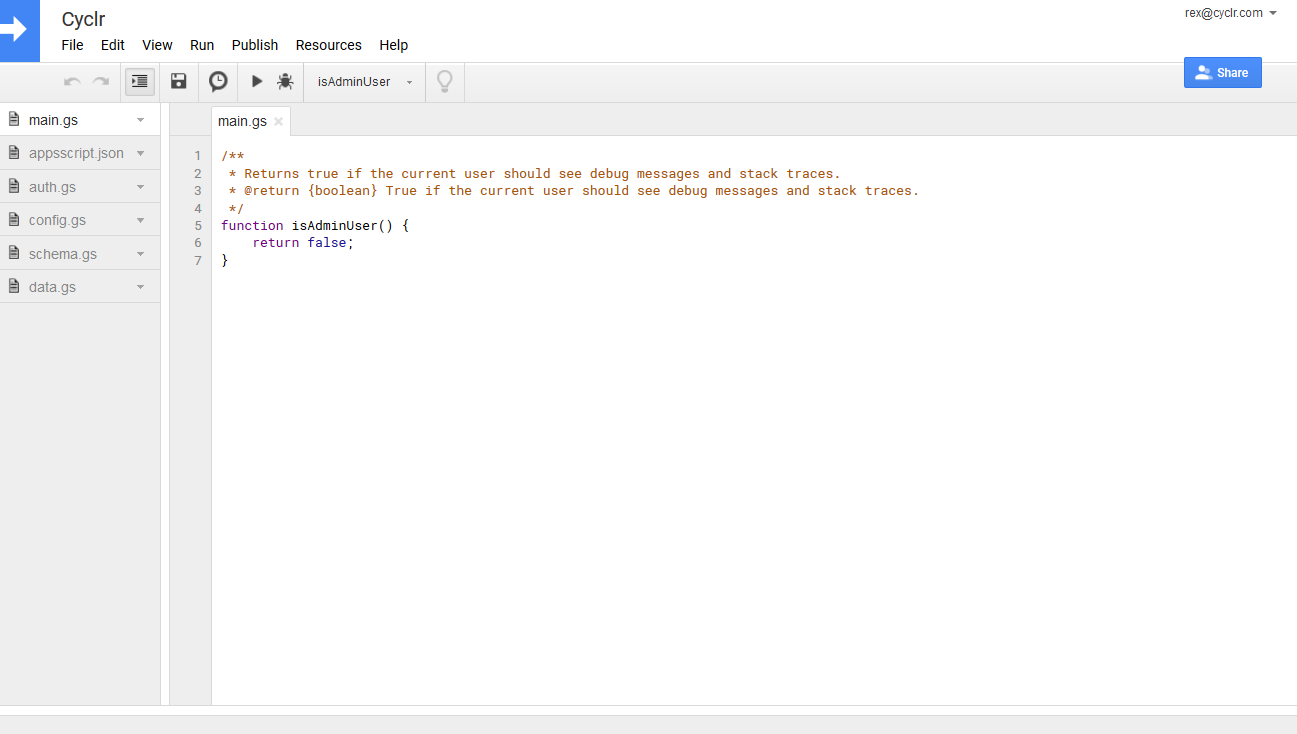 Cyclr
rex@cyclr.com
File Edit View Run Publish Resources Help
isAdminUser
Share
main.gs
appsscript.json
auth.gs
config.gs
schema.gs
data.gs
main.gs
1 /**
2  * Returns true if the current user should see debug messages and stack traces.
3  * @return {boolean} True if the current user should see debug messages and stack traces.
4  */
5 function isAdminUser() {
6     return false;
7 }